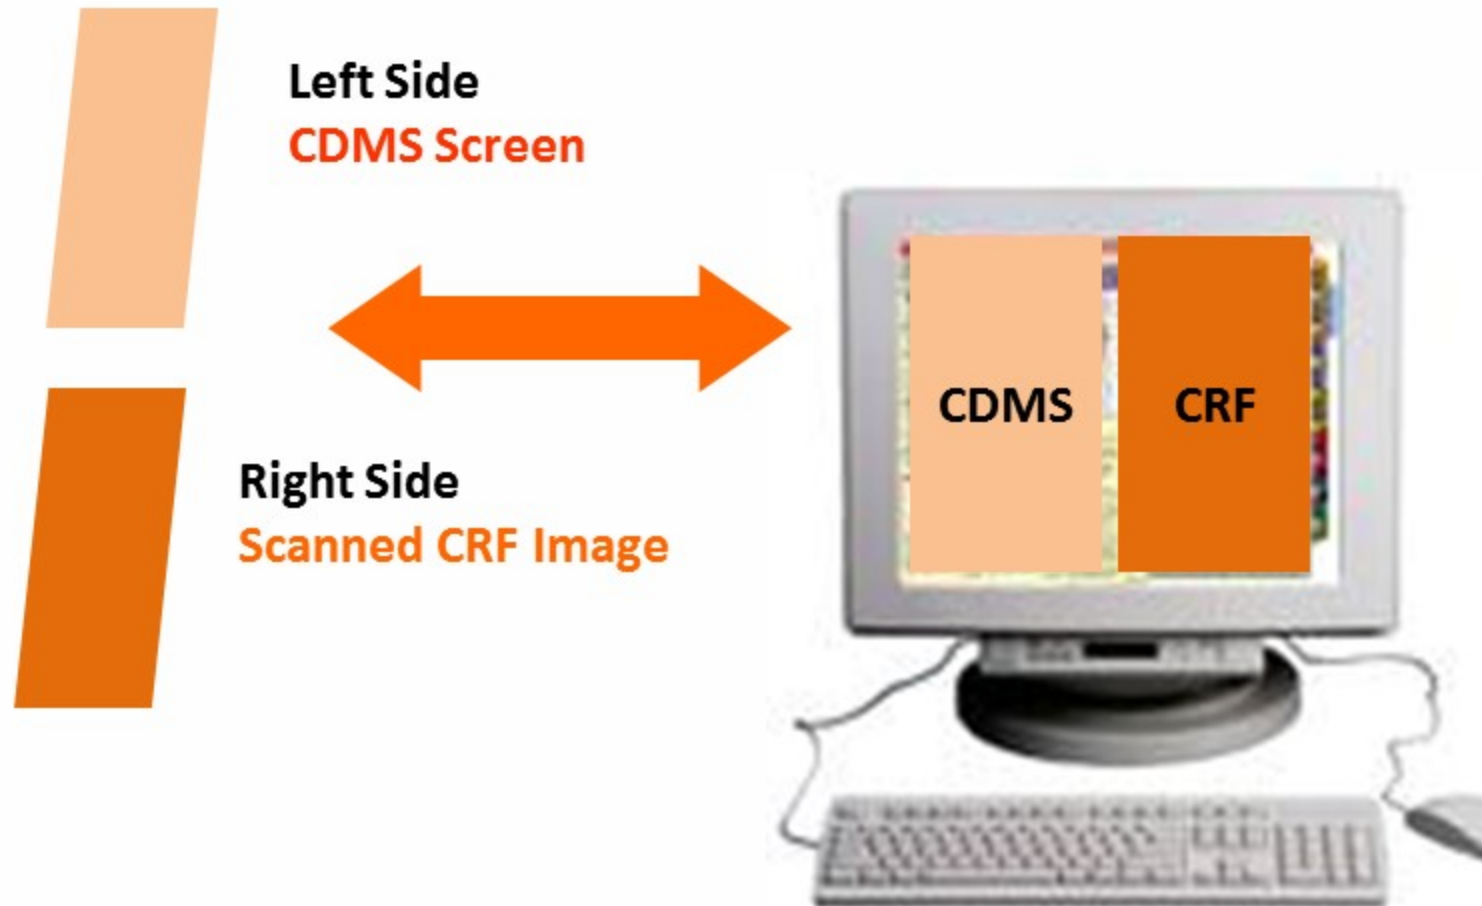 Left Side
CDMS Screen
CDMS
CRF
Right Side
Scanned CRF Image